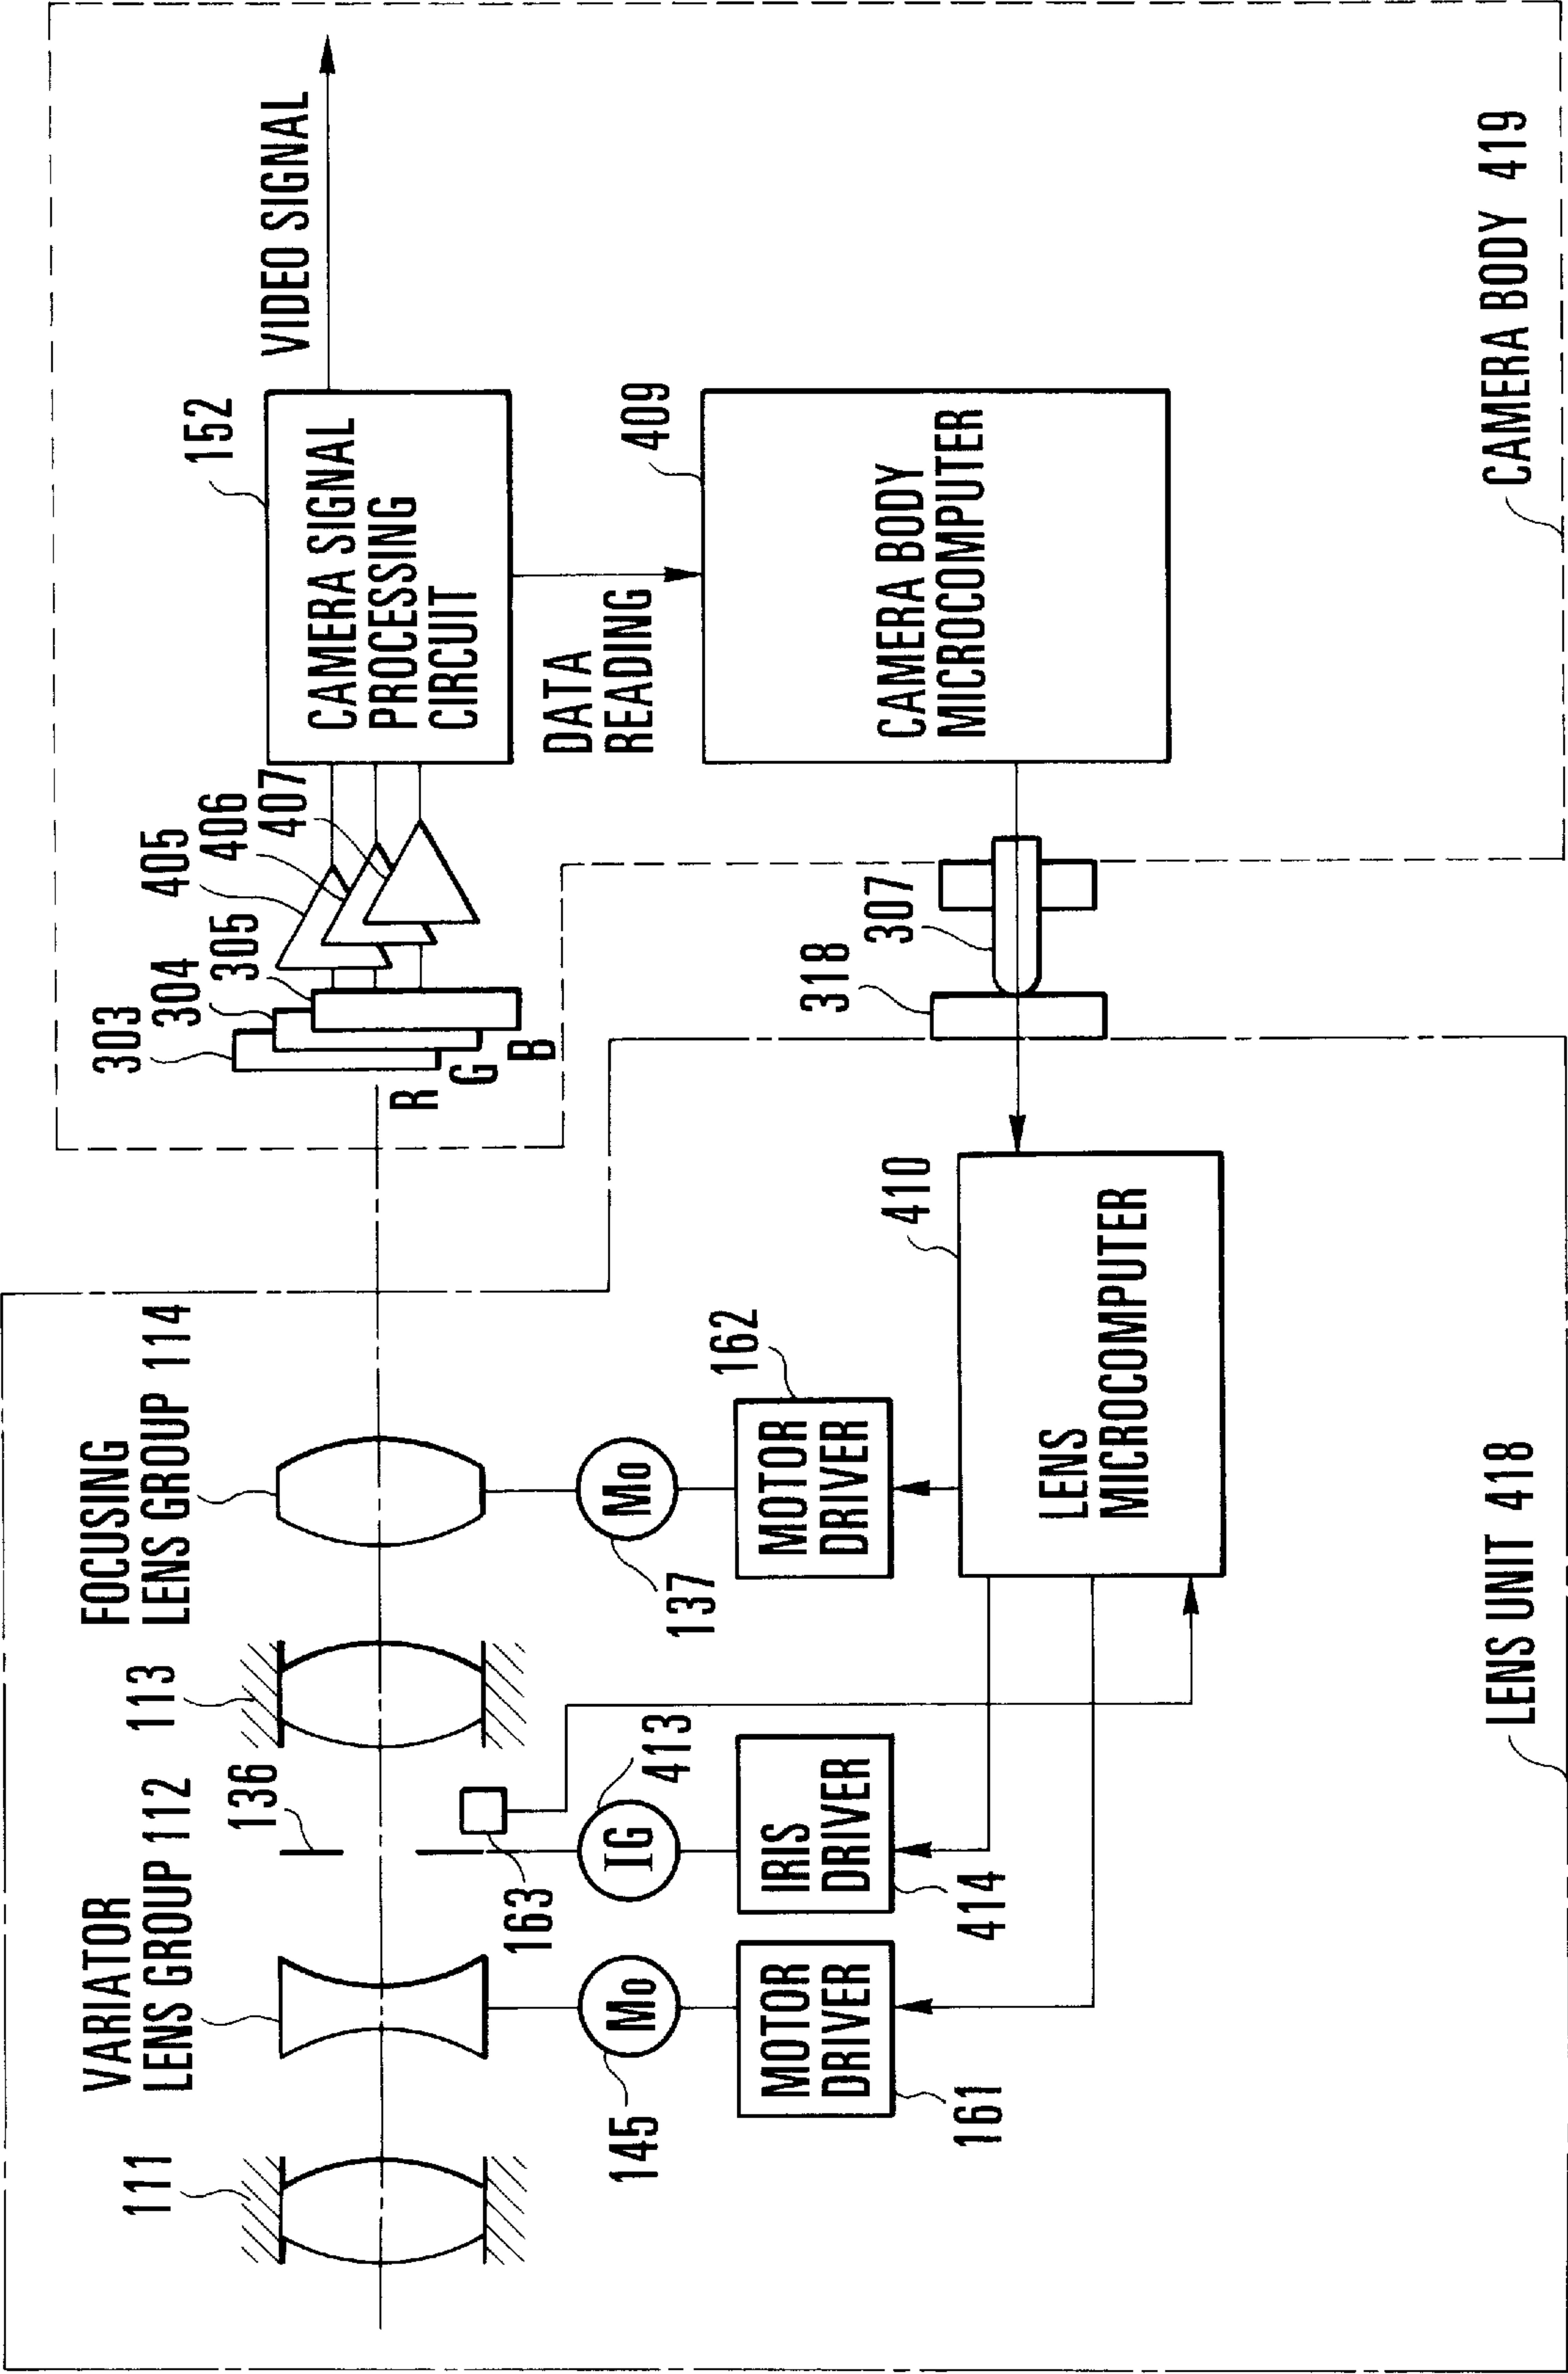 FOCUSING
LENS GROUP 114
VARIATOR
LENS GROUP 112
111
113
136
163
145
Mo
MOTOR
DRIVER
161
413
IG
IRIS
DRIVER
414
137
Mo
162
MOTOR
DRIVER
410
LENS
MICROCOMPUTER
LENS UNIT 418
303
304
305
R
G
B
405
406
407
152
CAMERA SIGNAL
PROCESSING
CIRCUIT
VIDEO SIGNAL
DATA
READING
409
CAMERA BODY
MICROCOMPUTER
318
307
CAMERA BODY 419